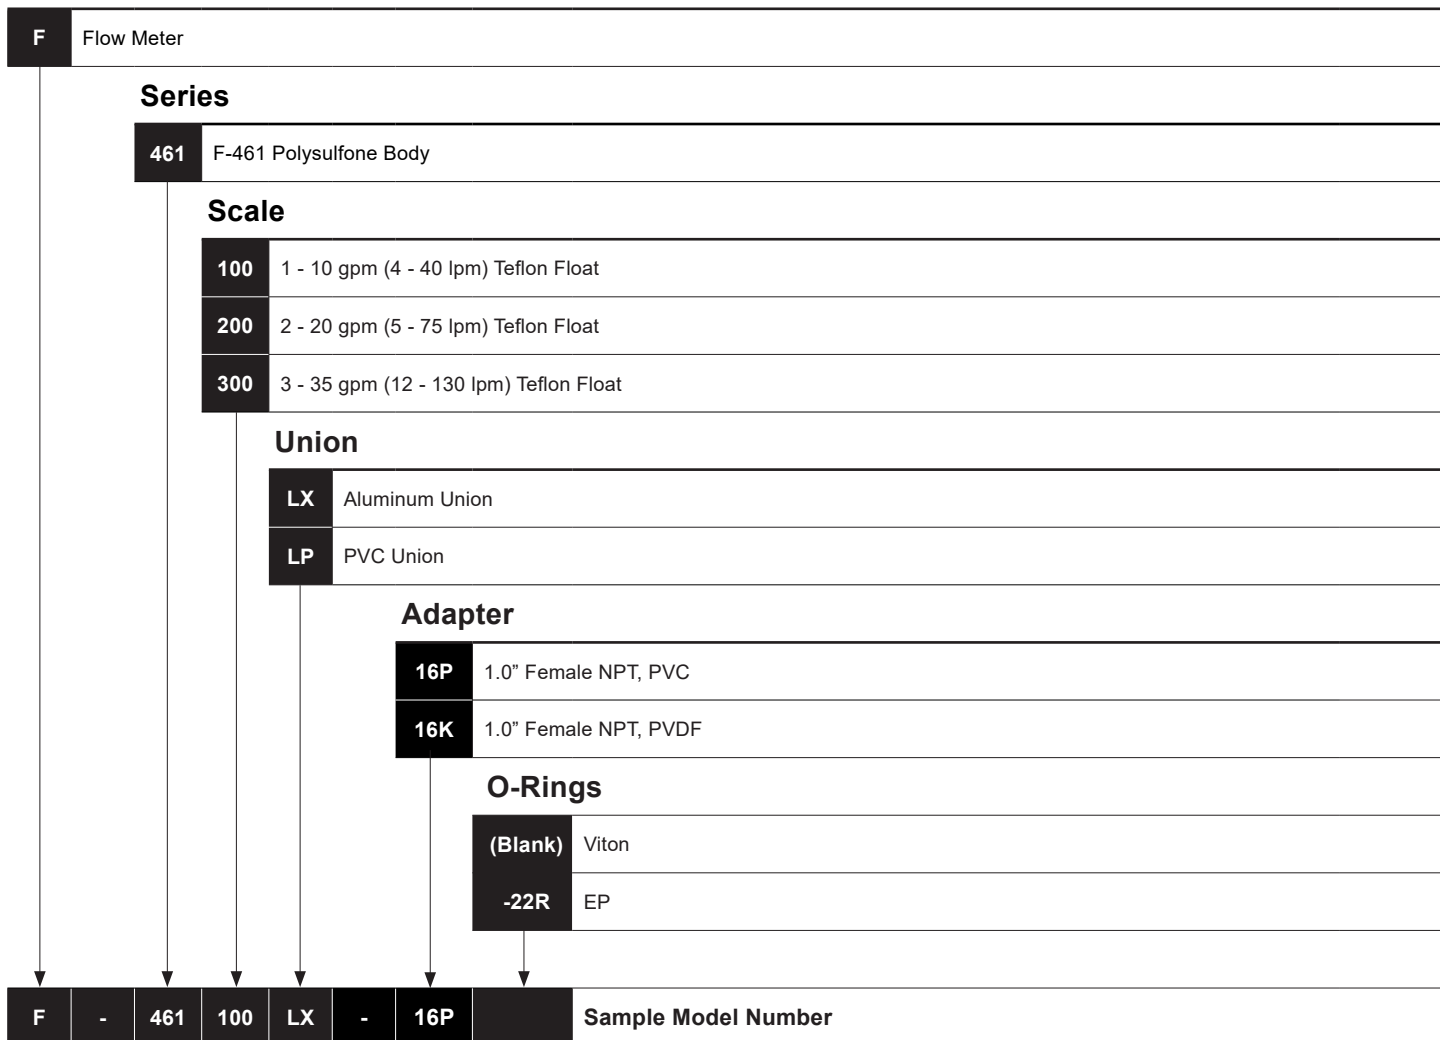 F Flow Meter
Series
461 F-461 Polysulfone Body
Scale
100 1 - 10 gpm (4 - 40 lpm) Teflon Float
200 2 - 20 gpm (5 - 75 lpm) Teflon Float
300 3 - 35 gpm (12 - 130 lpm) Teflon Float
Union
LX Aluminum Union
LP PVC Union
Adapter
16P 1.0” Female NPT, PVC
16K 1.0” Female NPT, PVDF
O-Rings
(Blank) Viton
-22R EP
F - 461 100 LX - 16P Sample Model Number